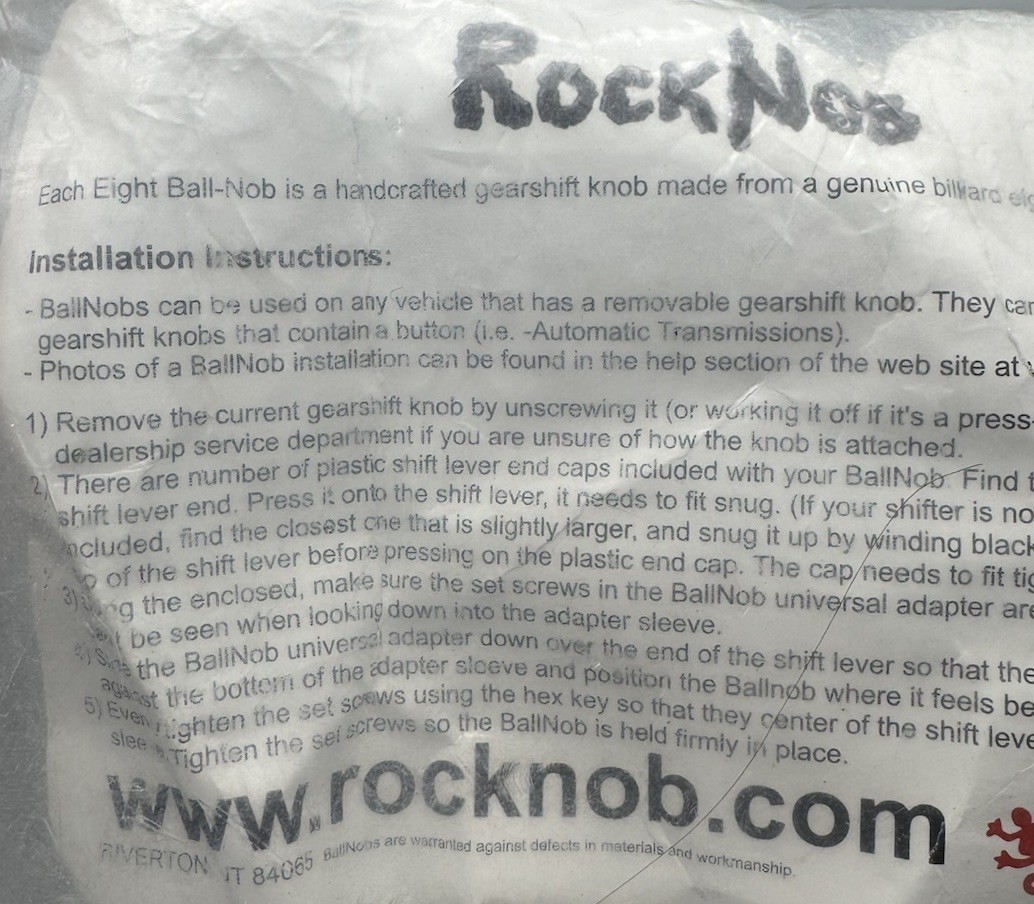 RockNob
Each Eight Ball-Nob is a handcrafted gearshift knob made from a genuine billiard
Installation Instructions:
- BallNobs can be used on any vehicle that has a removable gearshift knob. They
gearshift knobs that contain a button (i.e. -Automatic Transmissions).
- Photos of a BallNob installation can be found in the help section of the web site at
1) Remove the current gearshift knob by unscrewing it (or working it off if it's a press-
dealership service department if you are unsure of how the knob is attached.
2) There are number of plastic shift lever end caps included with your BallNob. Find
shift lever end. Press it onto the shift lever, it needs to fit snug. (If your shifter is
included, find the closest one that is slightly larger, and snug it up by winding
of the shift lever before pressing on the plastic end cap. The cap needs to fit
3) the enclosed, make sure the set screws in the BallNob universal adapter
be seen when looking down into the adapter sleeve.
4) the BallNob universal adapter down over the end of the shift lever so that
against the bottom of the adapter sleeve and position the Ballnob where it feels
5) tighten the set screws using the hex key so that they center of the shift
Tighten the set screws so the BallNob is held firmly in place.
www.rocknob.com
RIVERTON 84065 BallNobs are warranted against defects in materials and workmanship.